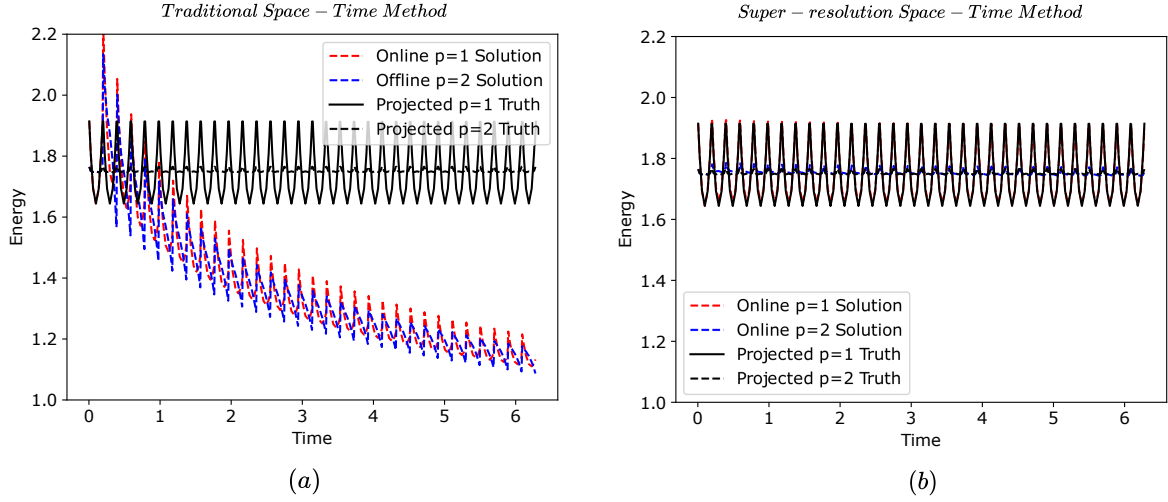 Traditional Space − Time Method
2.2
2.0
1.8
1.6
1.4
1.2
1.0
Energy
Online p=1 Solution
Offline p=2 Solution
Projected p=1 Truth
Projected p=2 Truth
0 1 2 3 4 5 6
Time
(a)
Super − resolution Space − Time Method
2.2
2.0
1.8
1.6
1.4
1.2
1.0
Energy
Online p=1 Solution
Online p=2 Solution
Projected p=1 Truth
Projected p=2 Truth
0 1 2 3 4 5 6
Time
(b)